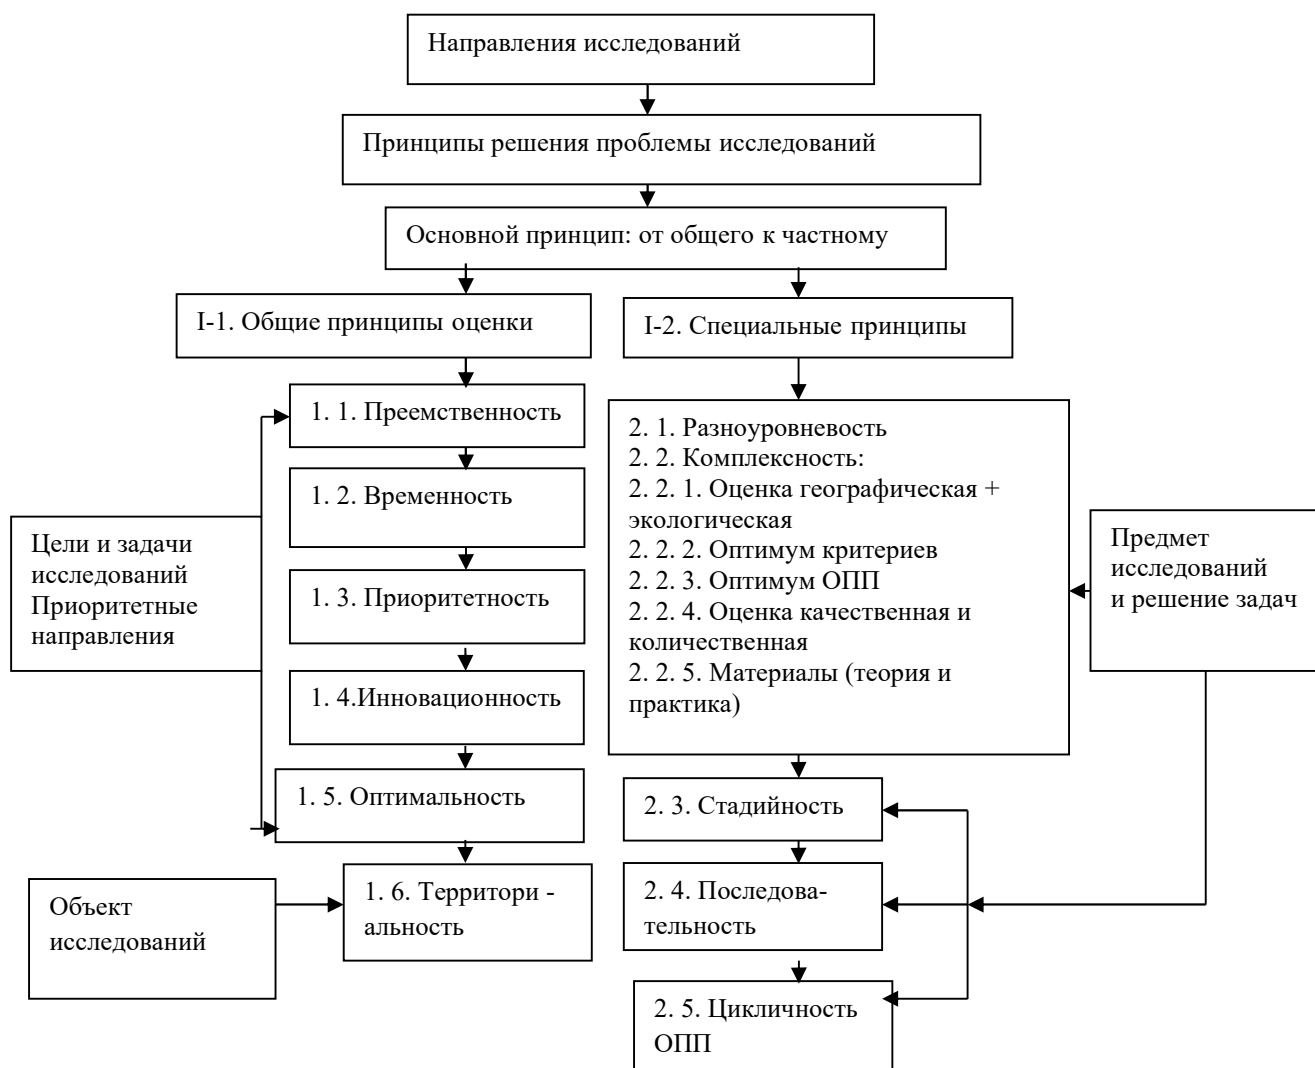 Направления исследований
Принципы решения проблемы исследований
Основной принцип: от общего к частному
I-1. Общие принципы оценки
I-2. Специальные принципы
1. 1. Преемственность
1. 2. Временность
1. 3. Приоритетность
1. 4.Инновационность
1. 5. Оптимальность
1. 6. Территори -
альность
Цели и задачи
исследований
Приоритетные
направления
Объект
исследований
2. 1. Разноуровневость
2. 2. Комплексность:
2. 2. 1. Оценка географическая +
экологическая
2. 2. 2. Оптимум критериев
2. 2. 3. Оптимум ОПП
2. 2. 4. Оценка качественная и
количественная
2. 2. 5. Материалы (теория и
практика)
2. 3. Стадийность
2. 4. Последова-
тельность
2. 5. Цикличность
ОПП
Предмет
исследований
и решение задач